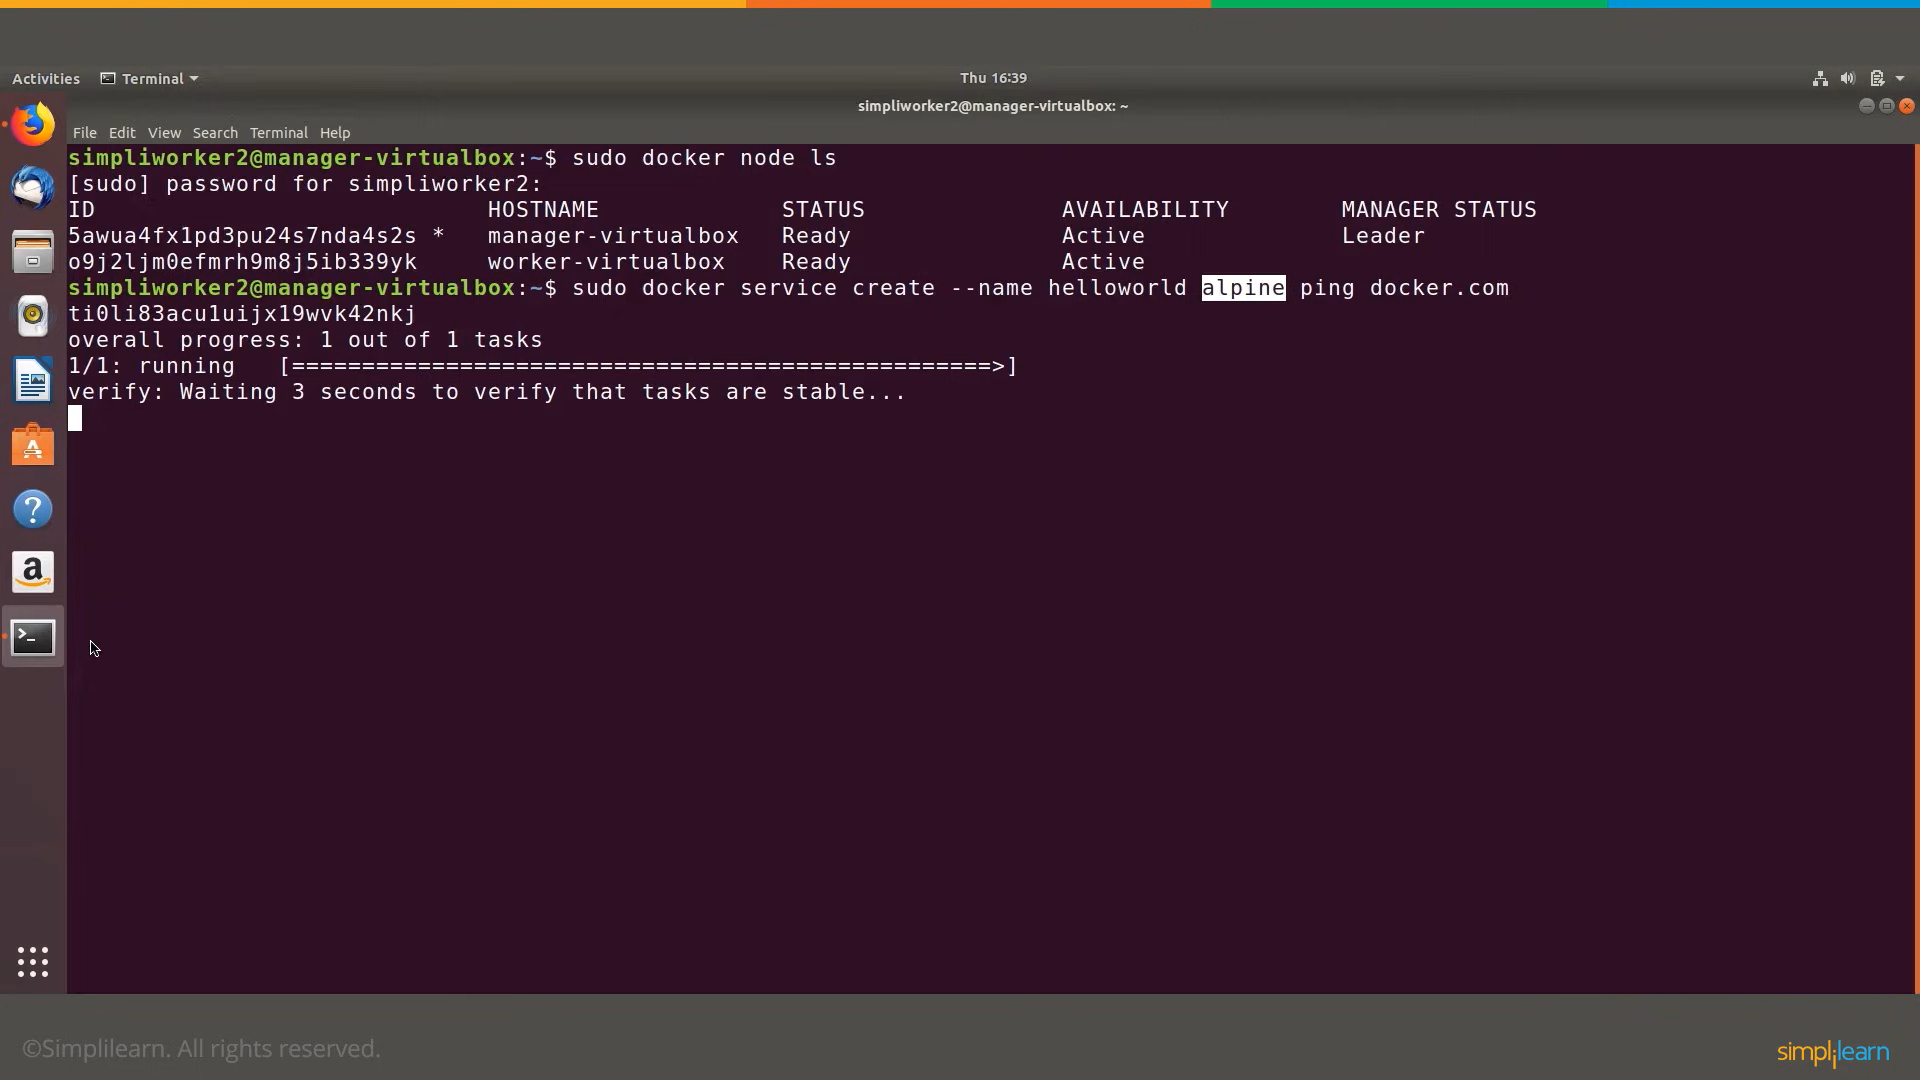 Activities Terminal Thu 16:39
simpliworker2@manager-virtualbox: ~
File Edit View Search Terminal Help
simpliworker2@manager-virtualbox:~$ sudo docker node ls
[sudo] password for simpliworker2:
ID HOSTNAME STATUS AVAILABILITY MANAGER STATUS
5awua4fx1pd3pu24s7nda4s2s * manager-virtualbox Ready Active Leader
o9j2ljm0efmrh9m8j5ib339yk worker-virtualbox Ready Active
simpliworker2@manager-virtualbox:~$ sudo docker service create --name helloworld alpine ping docker.com
ti0li83acu1uijx19wvk42nkj
overall progress: 1 out of 1 tasks
1/1: running [==================================================>]
verify: Waiting 3 seconds to verify that tasks are stable...
©Simplilearn. All rights reserved.
simplilearn